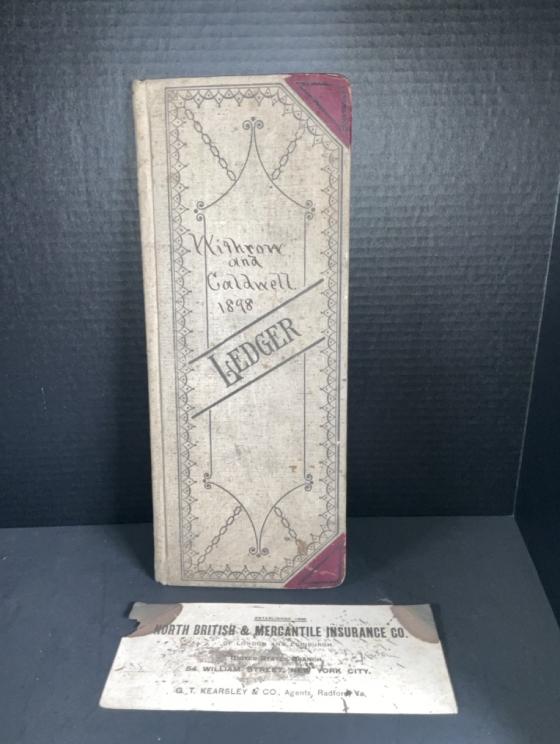 Withrow
and
Caldwell
1898
LEDGER
ESTABLISHED
NORTH BRITISH & MERCANTILE INSURANCE CO.
OF LONDON AND EDINBURGH
UNITED STATES BRANCH,
54 WILLIAM STREET, NEW YORK CITY.
G. T. KEARSLEY & CO., Agents, Radford, Va.